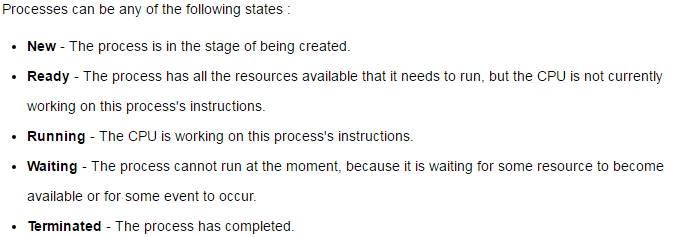 Processes can be any of the following states :
• New - The process is in the stage of being created.
• Ready - The process has all the resources available that it needs to run, but the CPU is not currently
working on this process's instructions.
• Running - The CPU is working on this process's instructions.
• Waiting - The process cannot run at the moment, because it is waiting for some resource to become
available or for some event to occur.
• Terminated - The process has completed.